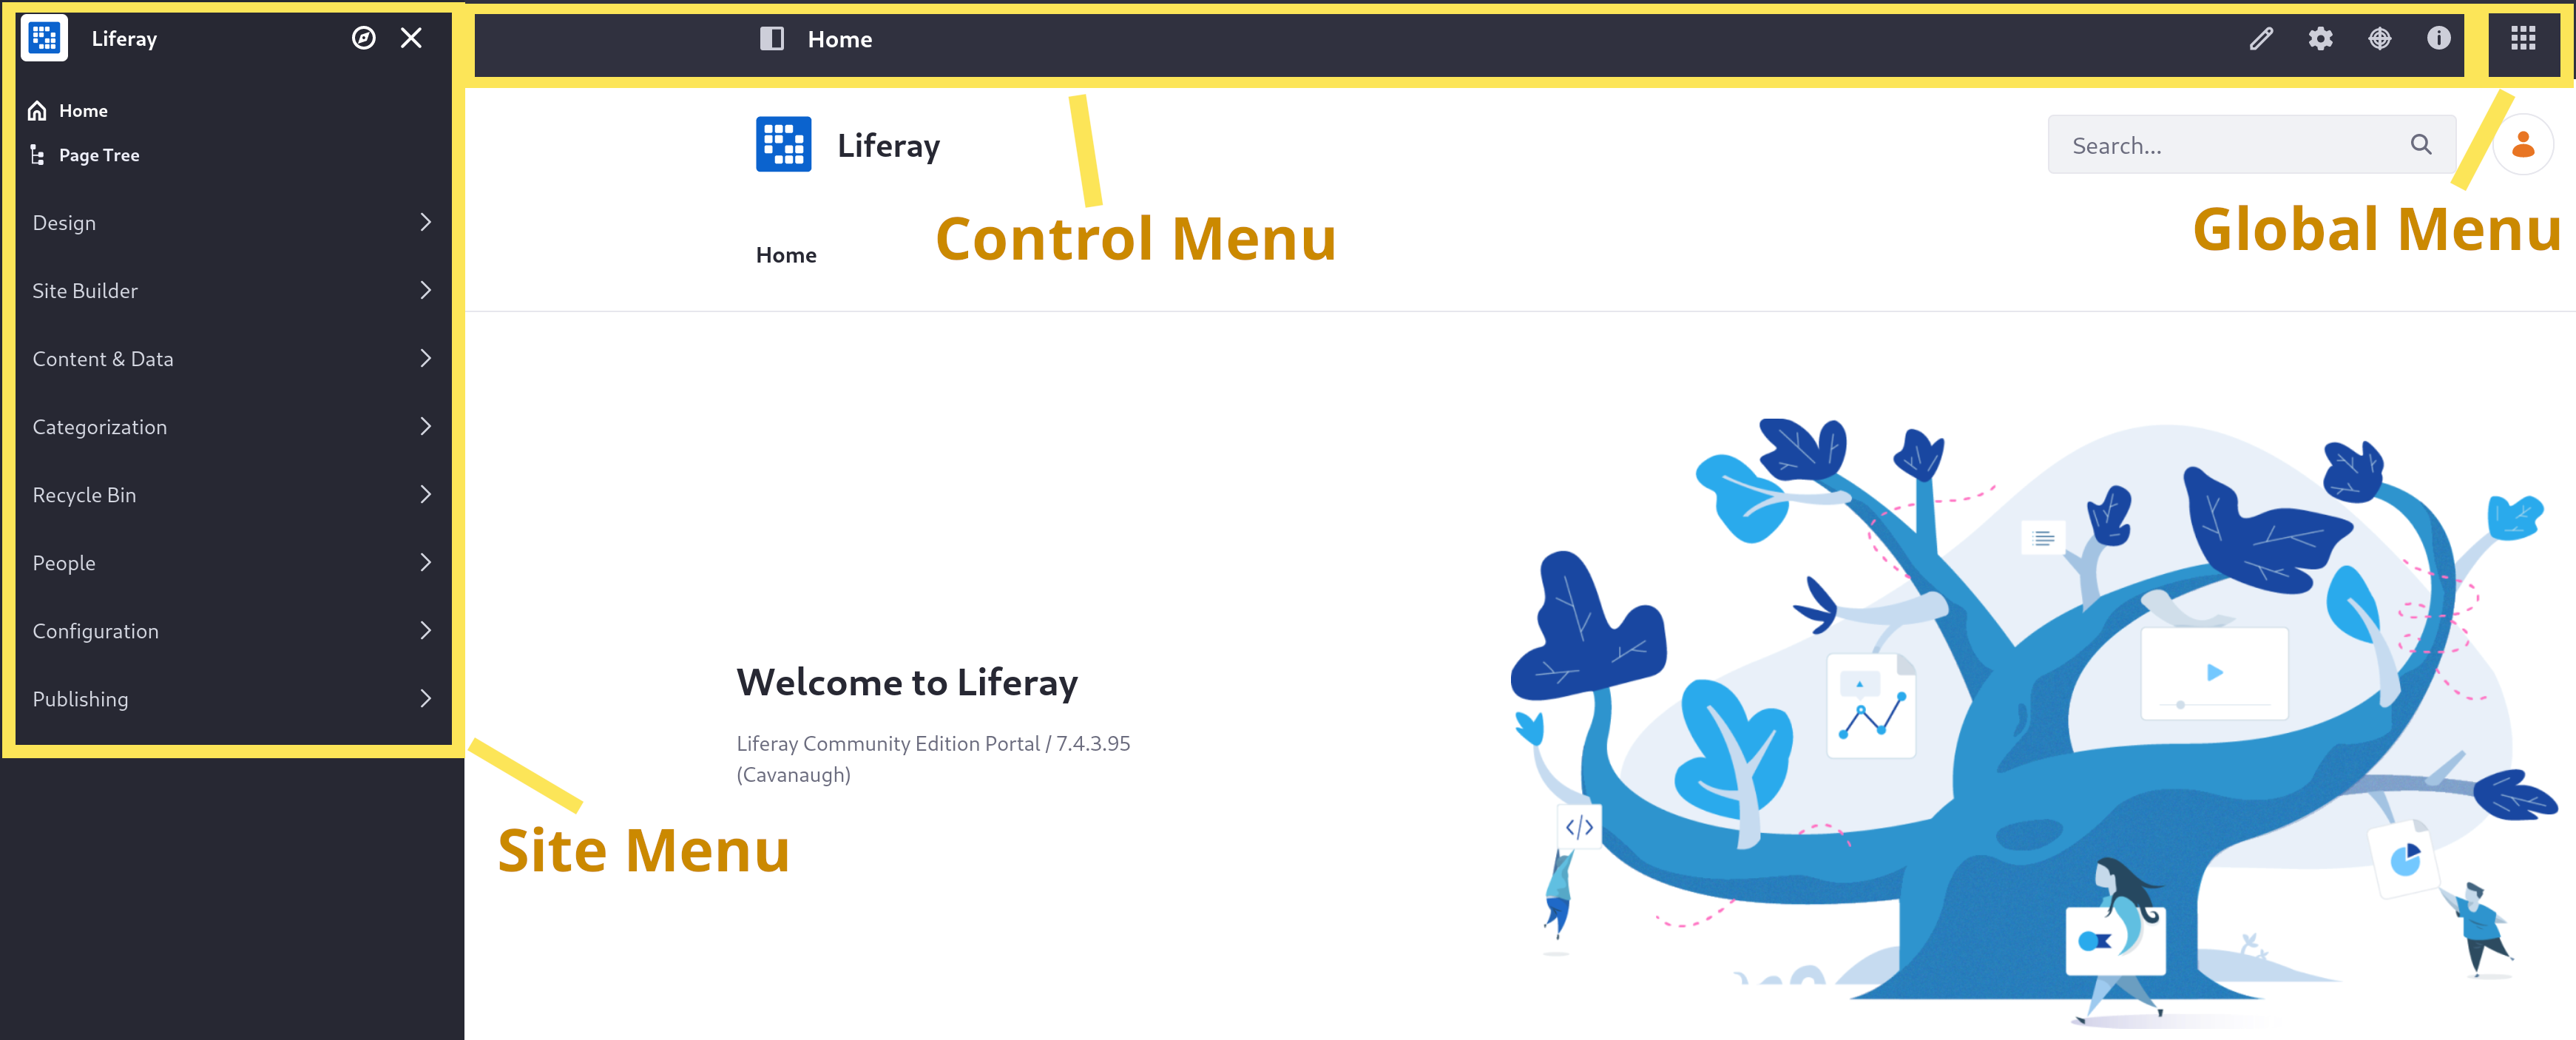 Liferay
Home
Page Tree
Design
Site Builder
Content & Data
Categorization
Recycle Bin
People
Configuration
Publishing
Home
Liferay
Search...
Control Menu
Global Menu
Home
Welcome to Liferay
Liferay Community Edition Portal / 7.4.3.95
(Cavanaugh)
Site Menu